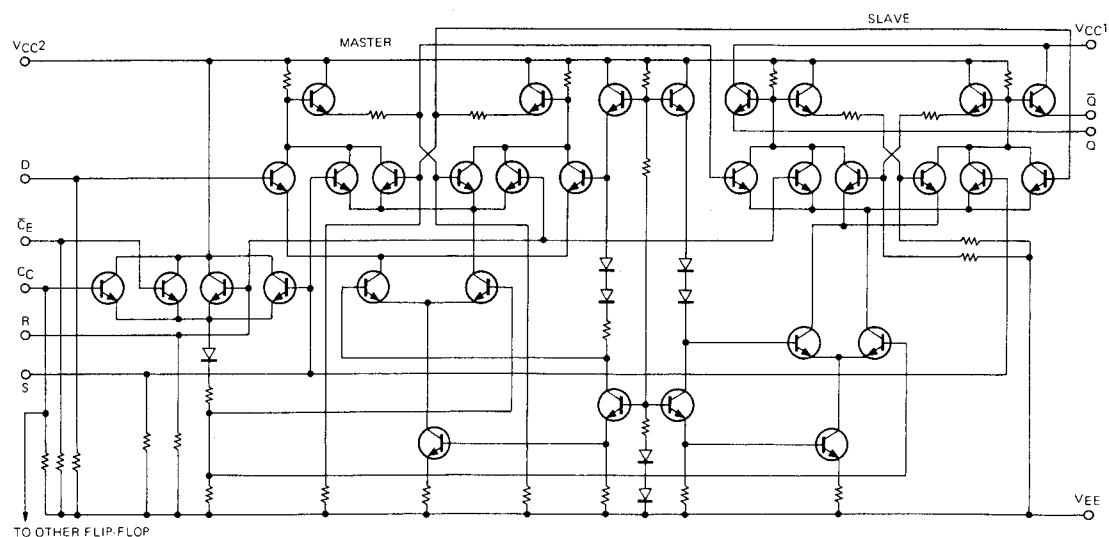 SLAVE
MASTER
VCC2
VCC1
Q̅
Q
D
C̅E
CC
R
S
VEE
TO OTHER FLIP-FLOP